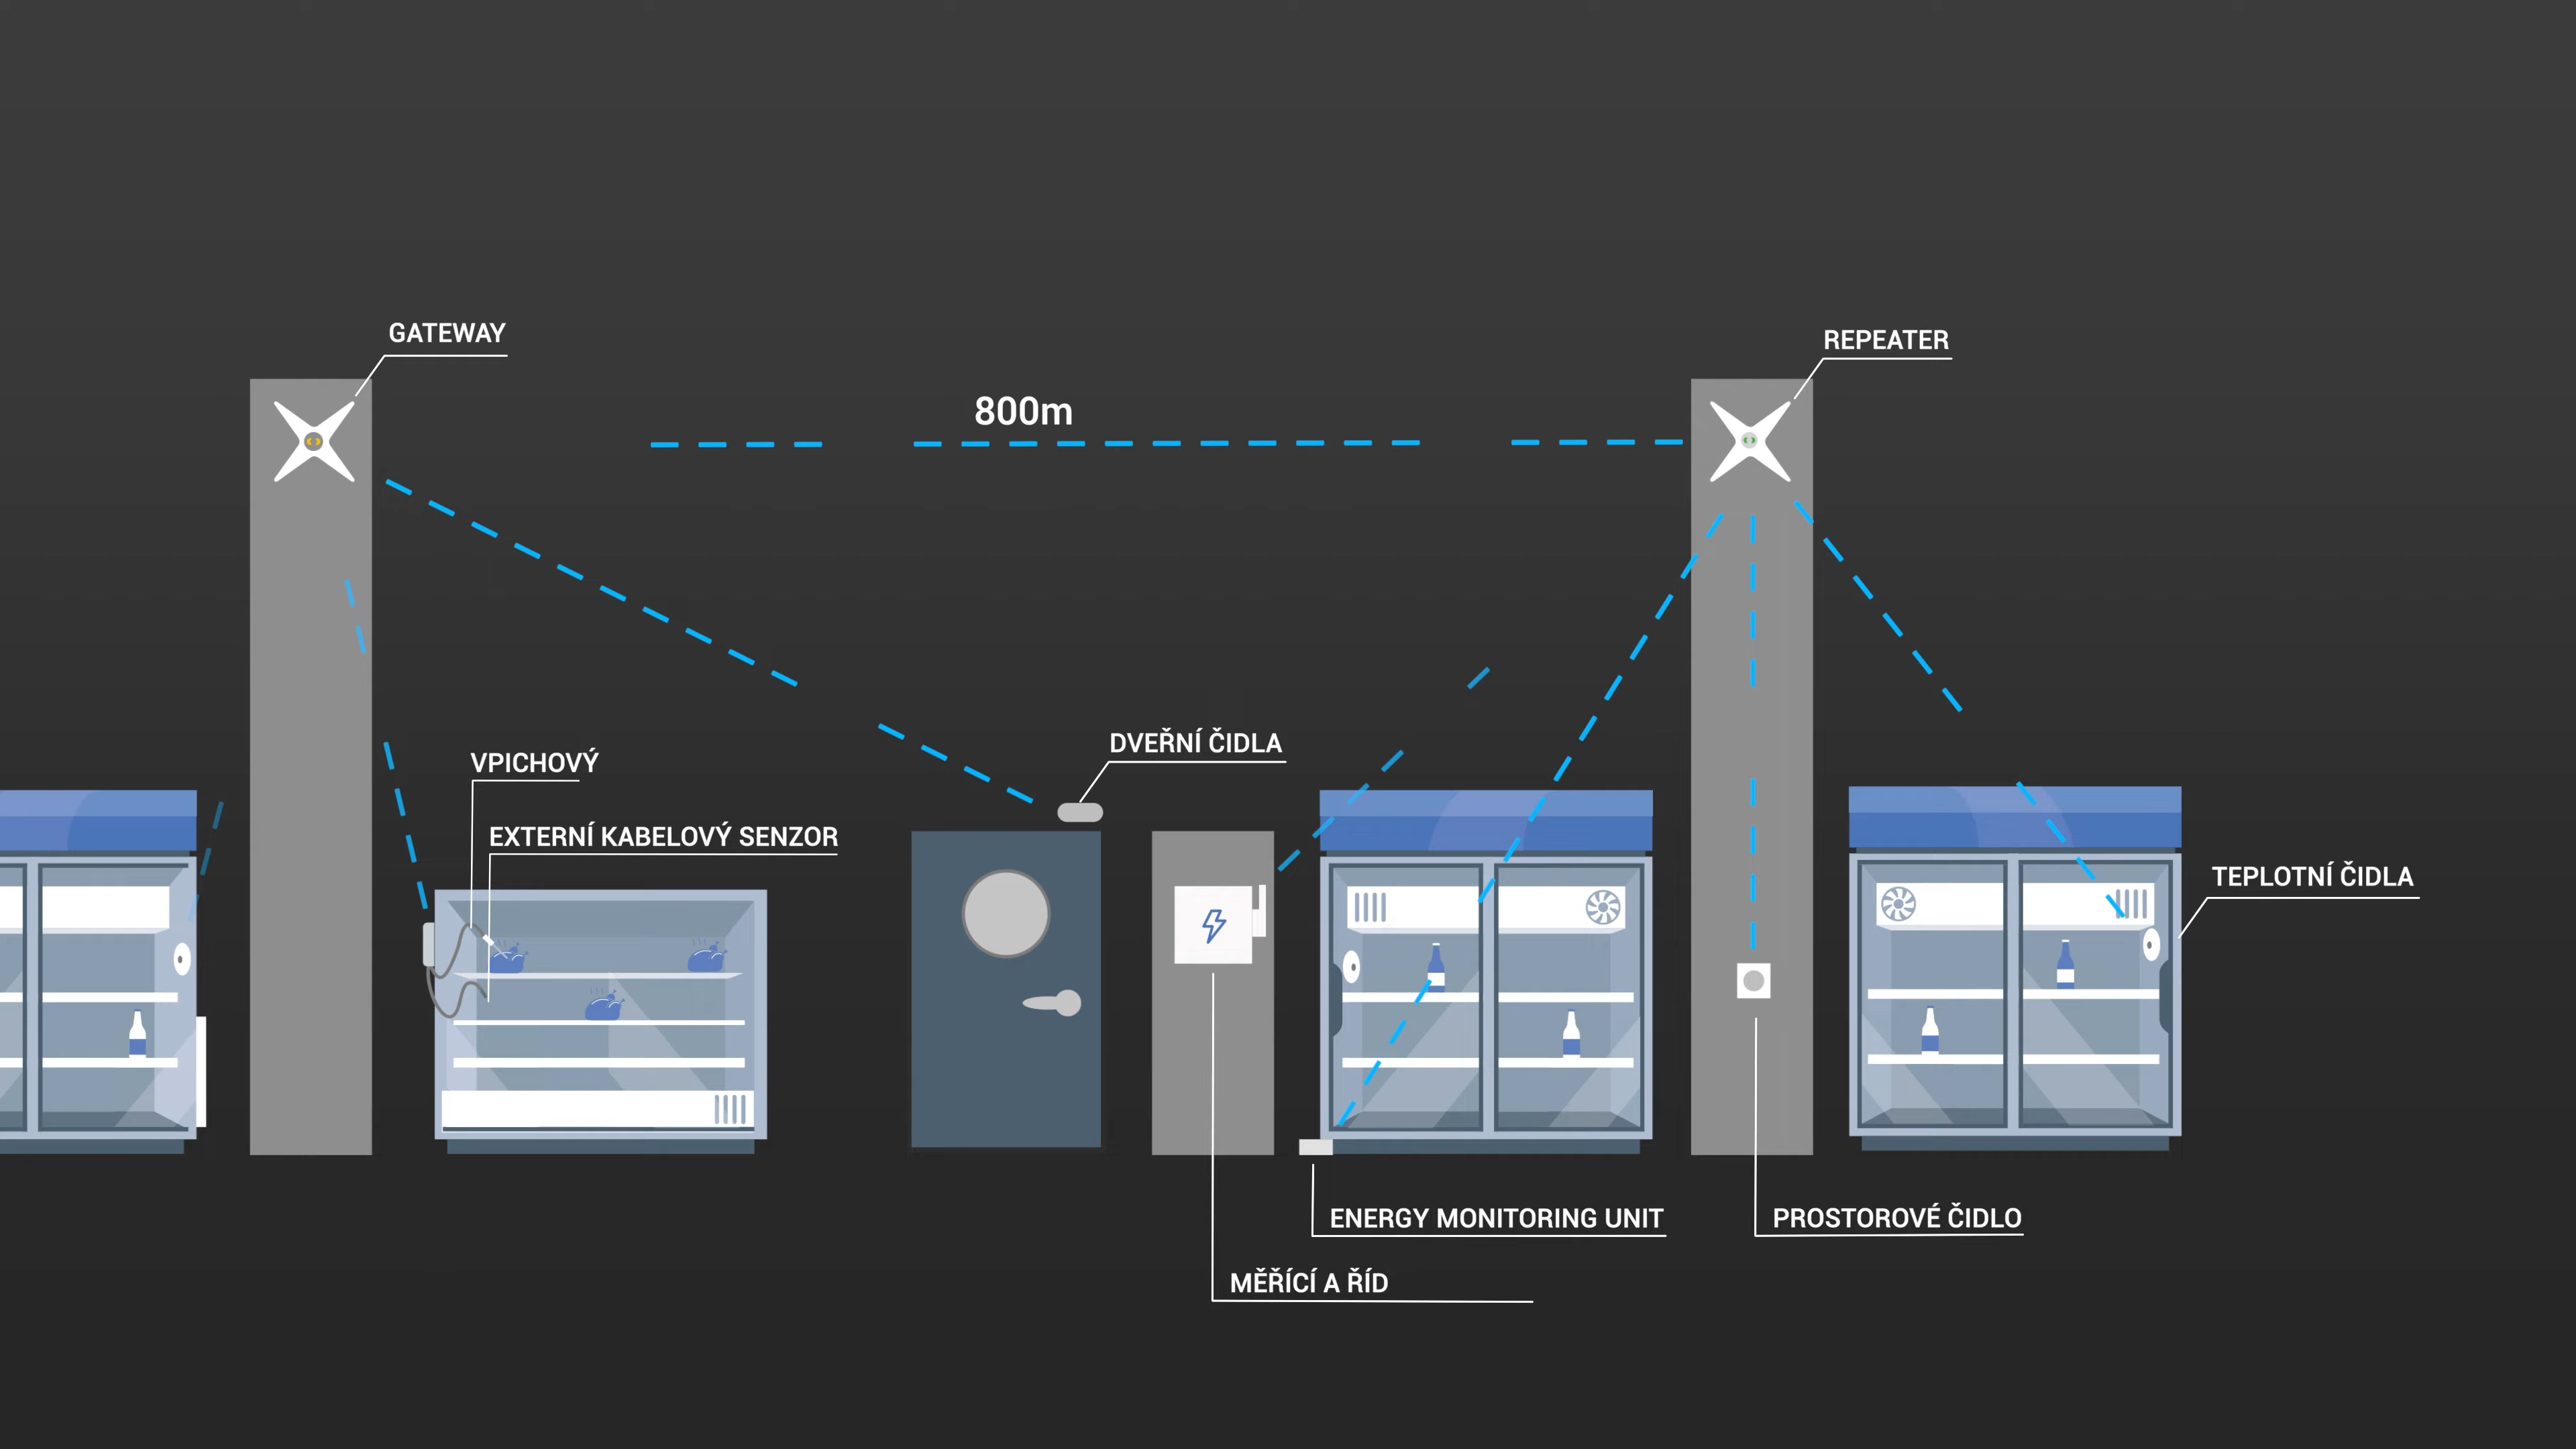 GATEWAY
REPEATER
800m
DVEŘNÍ ČIDLA
VPICHOVÝ
EXTERNÍ KABELOVÝ SENZOR
TEPLOTNÍ ČIDLA
ENERGY MONITORING UNIT
PROSTOROVÉ ČIDLO
MĚŘÍCÍ A ŘÍD